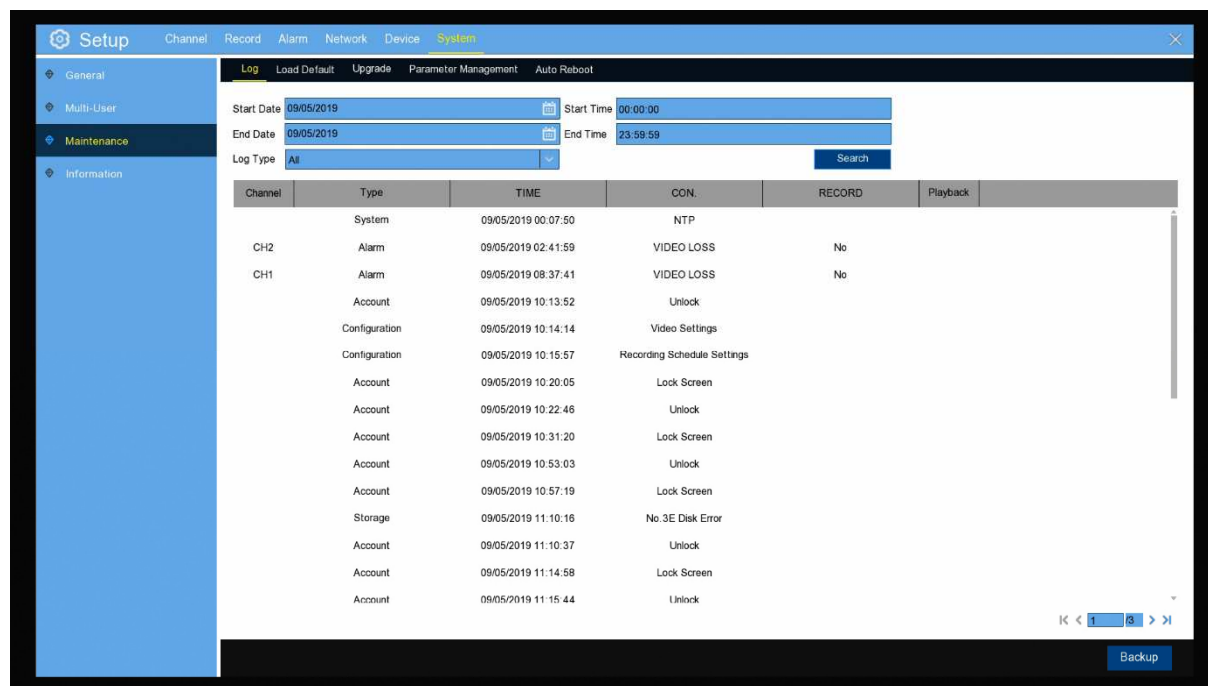 Setup Channel Record Alarm Network Device System
General
Multi-User
Maintenance
Information
Log Load Default Upgrade Parameter Management Auto Reboot
Start Date 09/05/2019 Start Time 00:00:00
End Date 09/05/2019 End Time 23:59:59
Log Type All Search
Channel Type TIME CON. RECORD Playback
System 09/05/2019 00:07:50 NTP
CH2 Alarm 09/05/2019 02:41:59 VIDEO LOSS No
CH1 Alarm 09/05/2019 08:37:41 VIDEO LOSS No
Account 09/05/2019 10:13:52 Unlock
Configuration 09/05/2019 10:14:14 Video Settings
Configuration 09/05/2019 10:15:57 Recording Schedule Settings
Account 09/05/2019 10:20:05 Lock Screen
Account 09/05/2019 10:22:46 Unlock
Account 09/05/2019 10:31:20 Lock Screen
Account 09/05/2019 10:53:03 Unlock
Account 09/05/2019 10:57:19 Lock Screen
Storage 09/05/2019 11:10:16 No.3E Disk Error
Account 09/05/2019 11:10:37 Unlock
Account 09/05/2019 11:14:58 Lock Screen
Account 09/05/2019 11:15:44 Unlock
1 /3
Backup